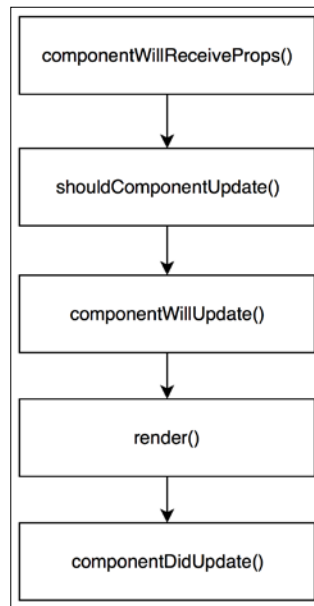 componentWillReceiveProps()
shouldComponentUpdate()
componentWillUpdate()
render()
componentDidUpdate()